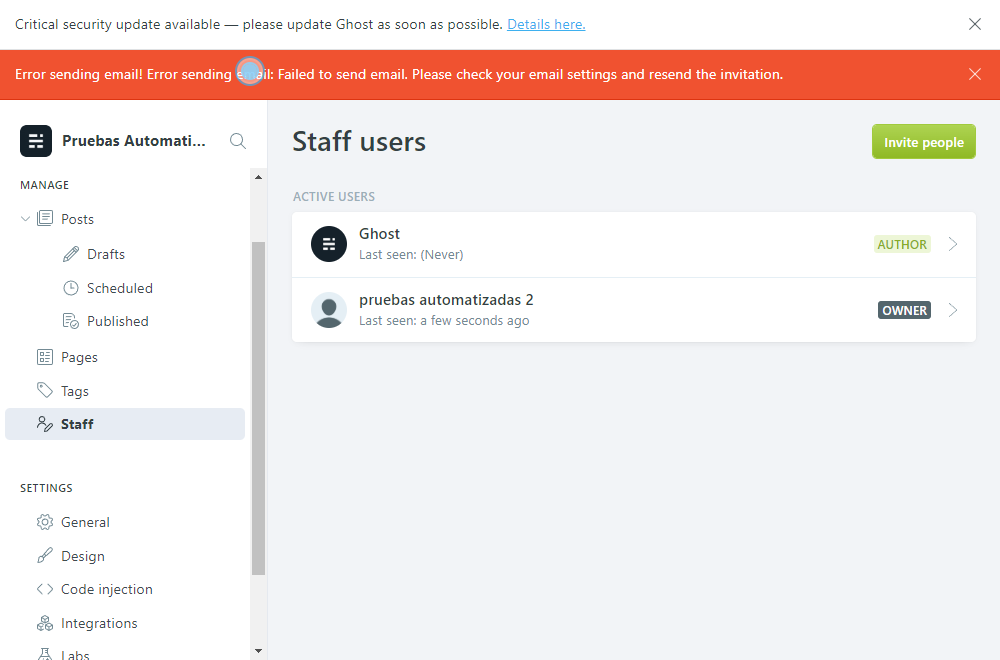 Critical security update available — please update Ghost as soon as possible. Details here.
Error sending email! Error sending email: Failed to send email. Please check your email settings and resend the invitation.
Pruebas Automati...
MANAGE
Posts
Drafts
Scheduled
Published
Pages
Tags
Staff
SETTINGS
General
Design
Code injection
Integrations
Labs
Staff users
Invite people
ACTIVE USERS
Ghost
Last seen: (Never)
AUTHOR
pruebas automatizadas 2
Last seen: a few seconds ago
OWNER